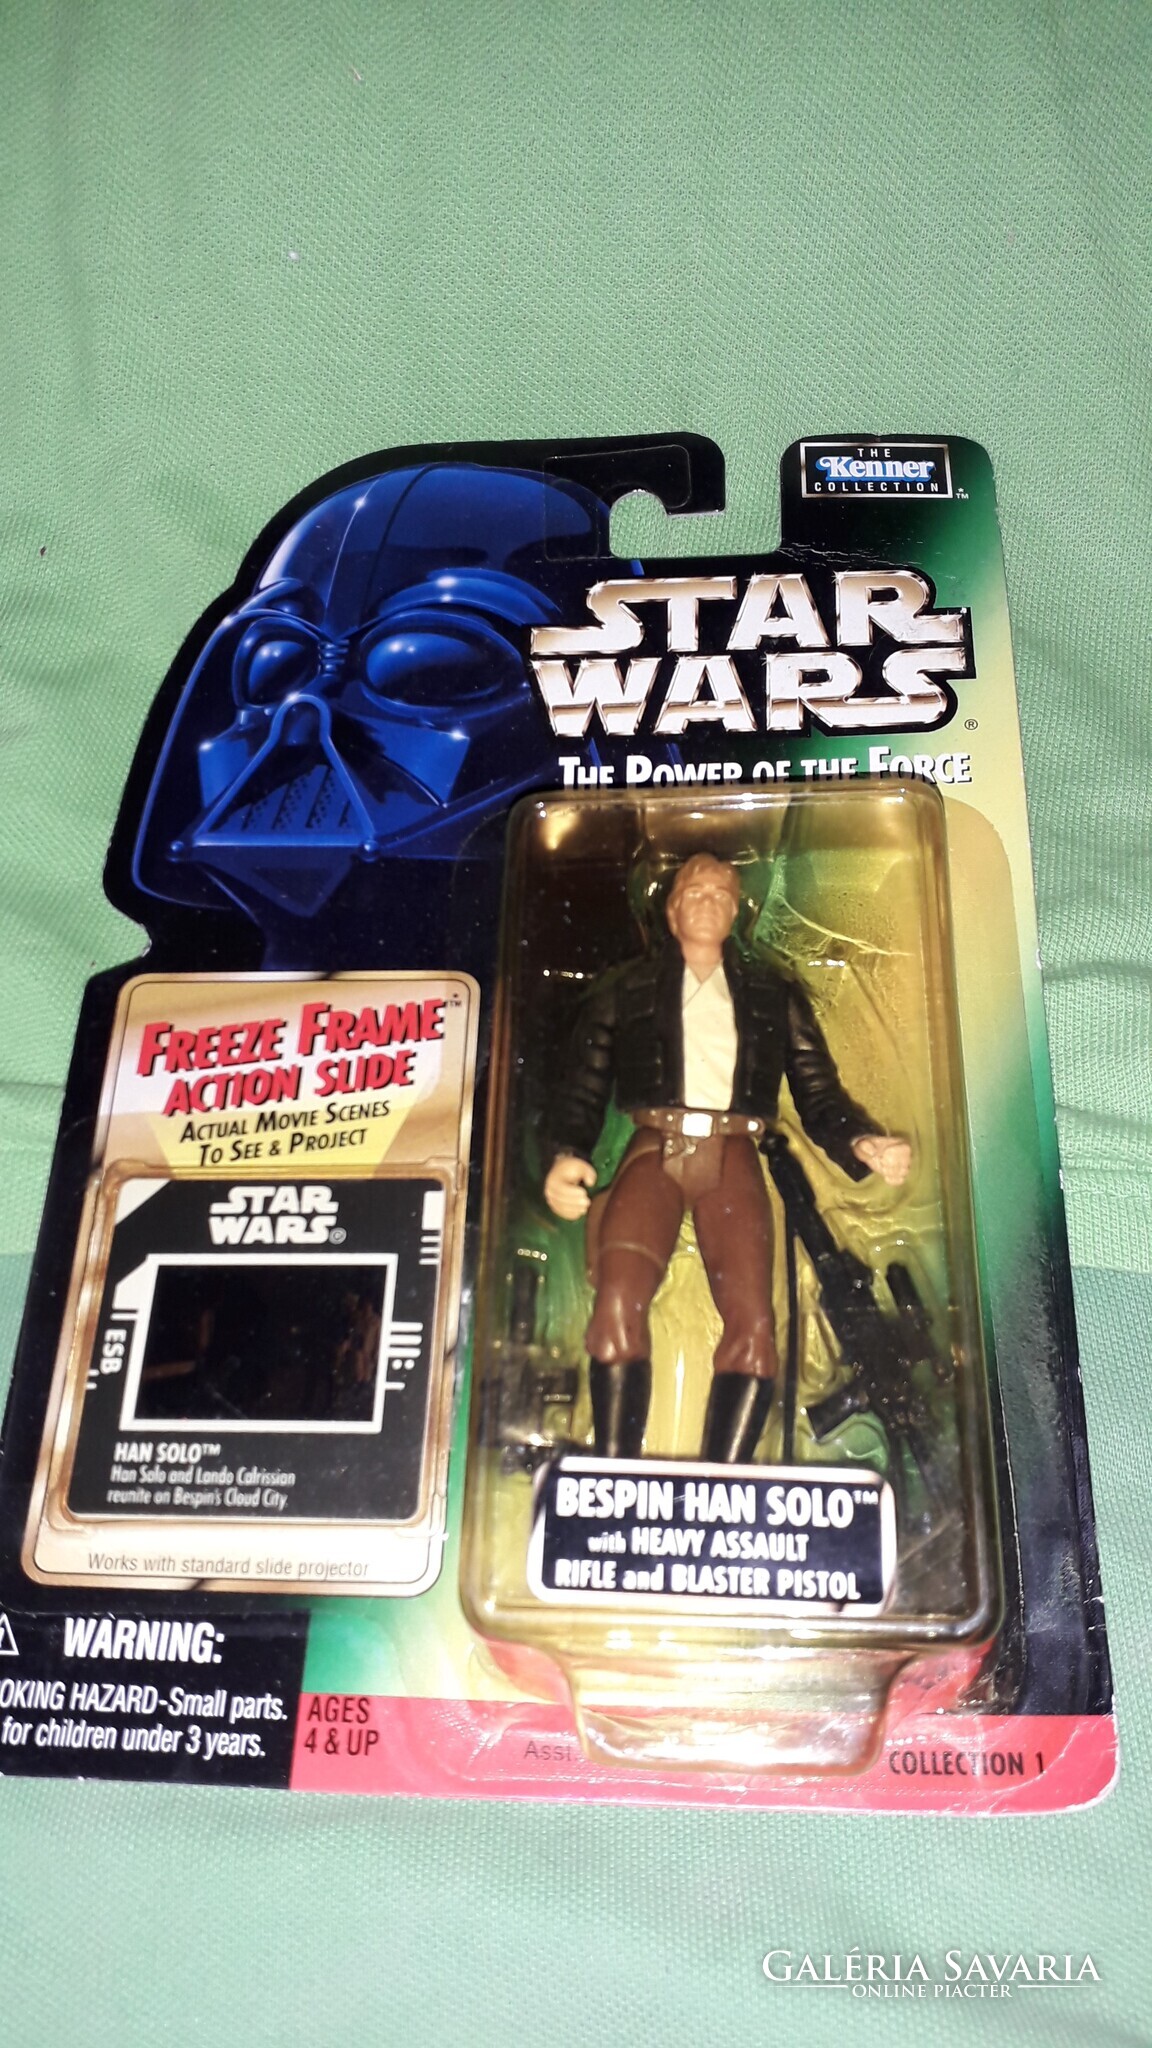 THE
Kenner
COLLECTION ™
STAR
WARS ®
THE POWER OF THE FORCE
FREEZE FRAME™
ACTION SLIDE
ACTUAL MOVIE SCENES
TO SEE & PROJECT
STAR
WARS®
ESB
HAN SOLO™
Han Solo and Lando Calrissian
reunite on Bespin's Cloud City.
Works with standard slide projector
BESPIN HAN SOLO™
with HEAVY ASSAULT
RIFLE and BLASTER PISTOL
WARNING:
OKING HAZARD-Small parts.
for children under 3 years.
AGES
4 & UP
Asst.
COLLECTION 1
GALÉRIA SAVARIA
ONLINE PIACTÉR